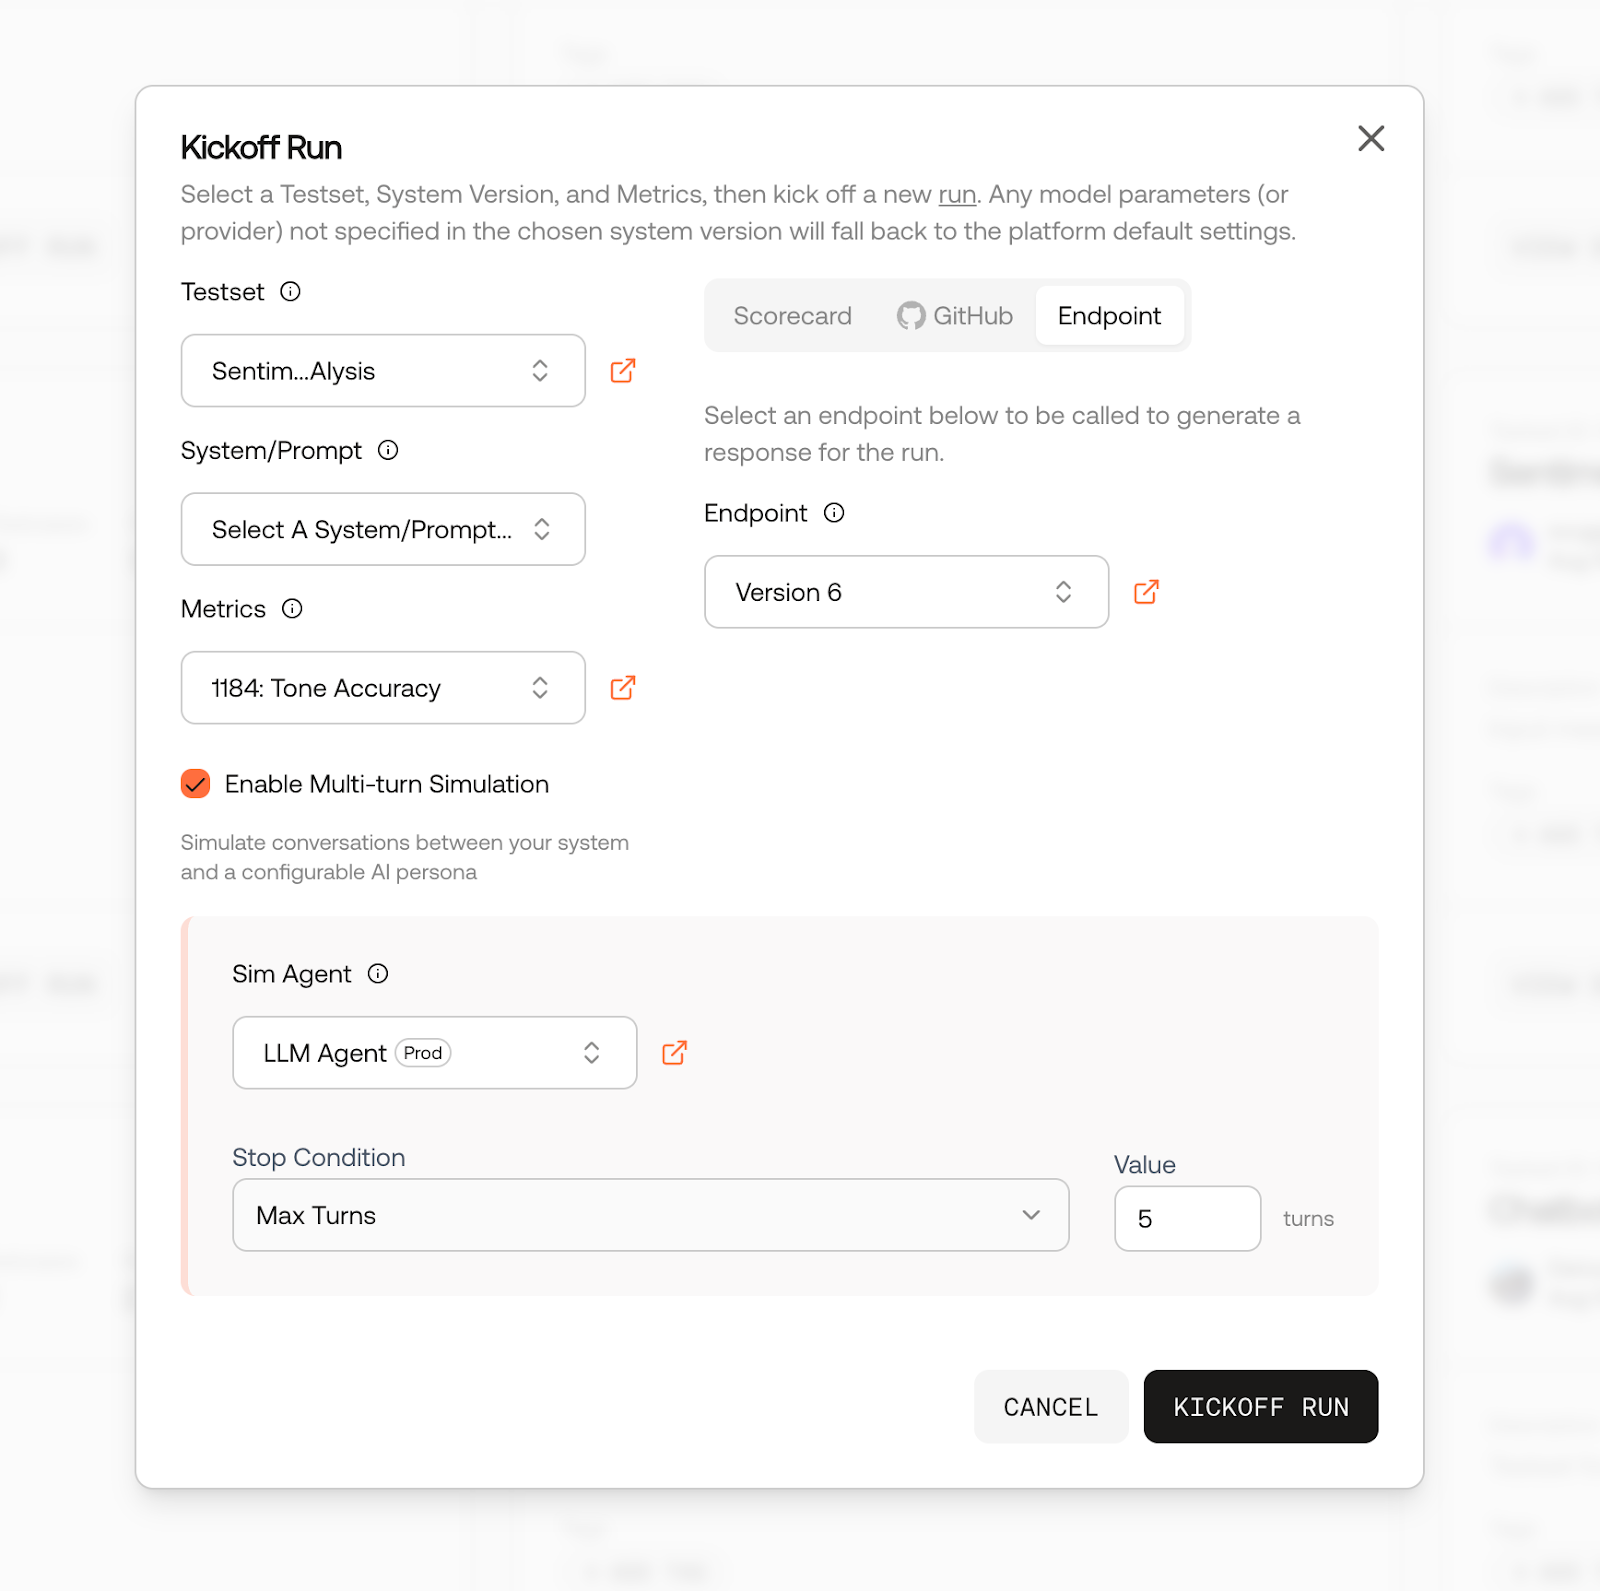 Kickoff Run
Select a Testset, System Version, and Metrics, then kick off a new run. Any model parameters (or
provider) not specified in the chosen system version will fall back to the platform default settings.
Testset
Sentim...Alysis
System/Prompt
Select A System/Prompt...
Metrics
1184: Tone Accuracy
Scorecard
GitHub
Endpoint
Select an endpoint below to be called to generate a
response for the run.
Endpoint
Version 6
Enable Multi-turn Simulation
Simulate conversations between your system
and a configurable AI persona
Sim Agent
LLM Agent Prod
Stop Condition
Max Turns
Value
5 turns
CANCEL
KICKOFF RUN